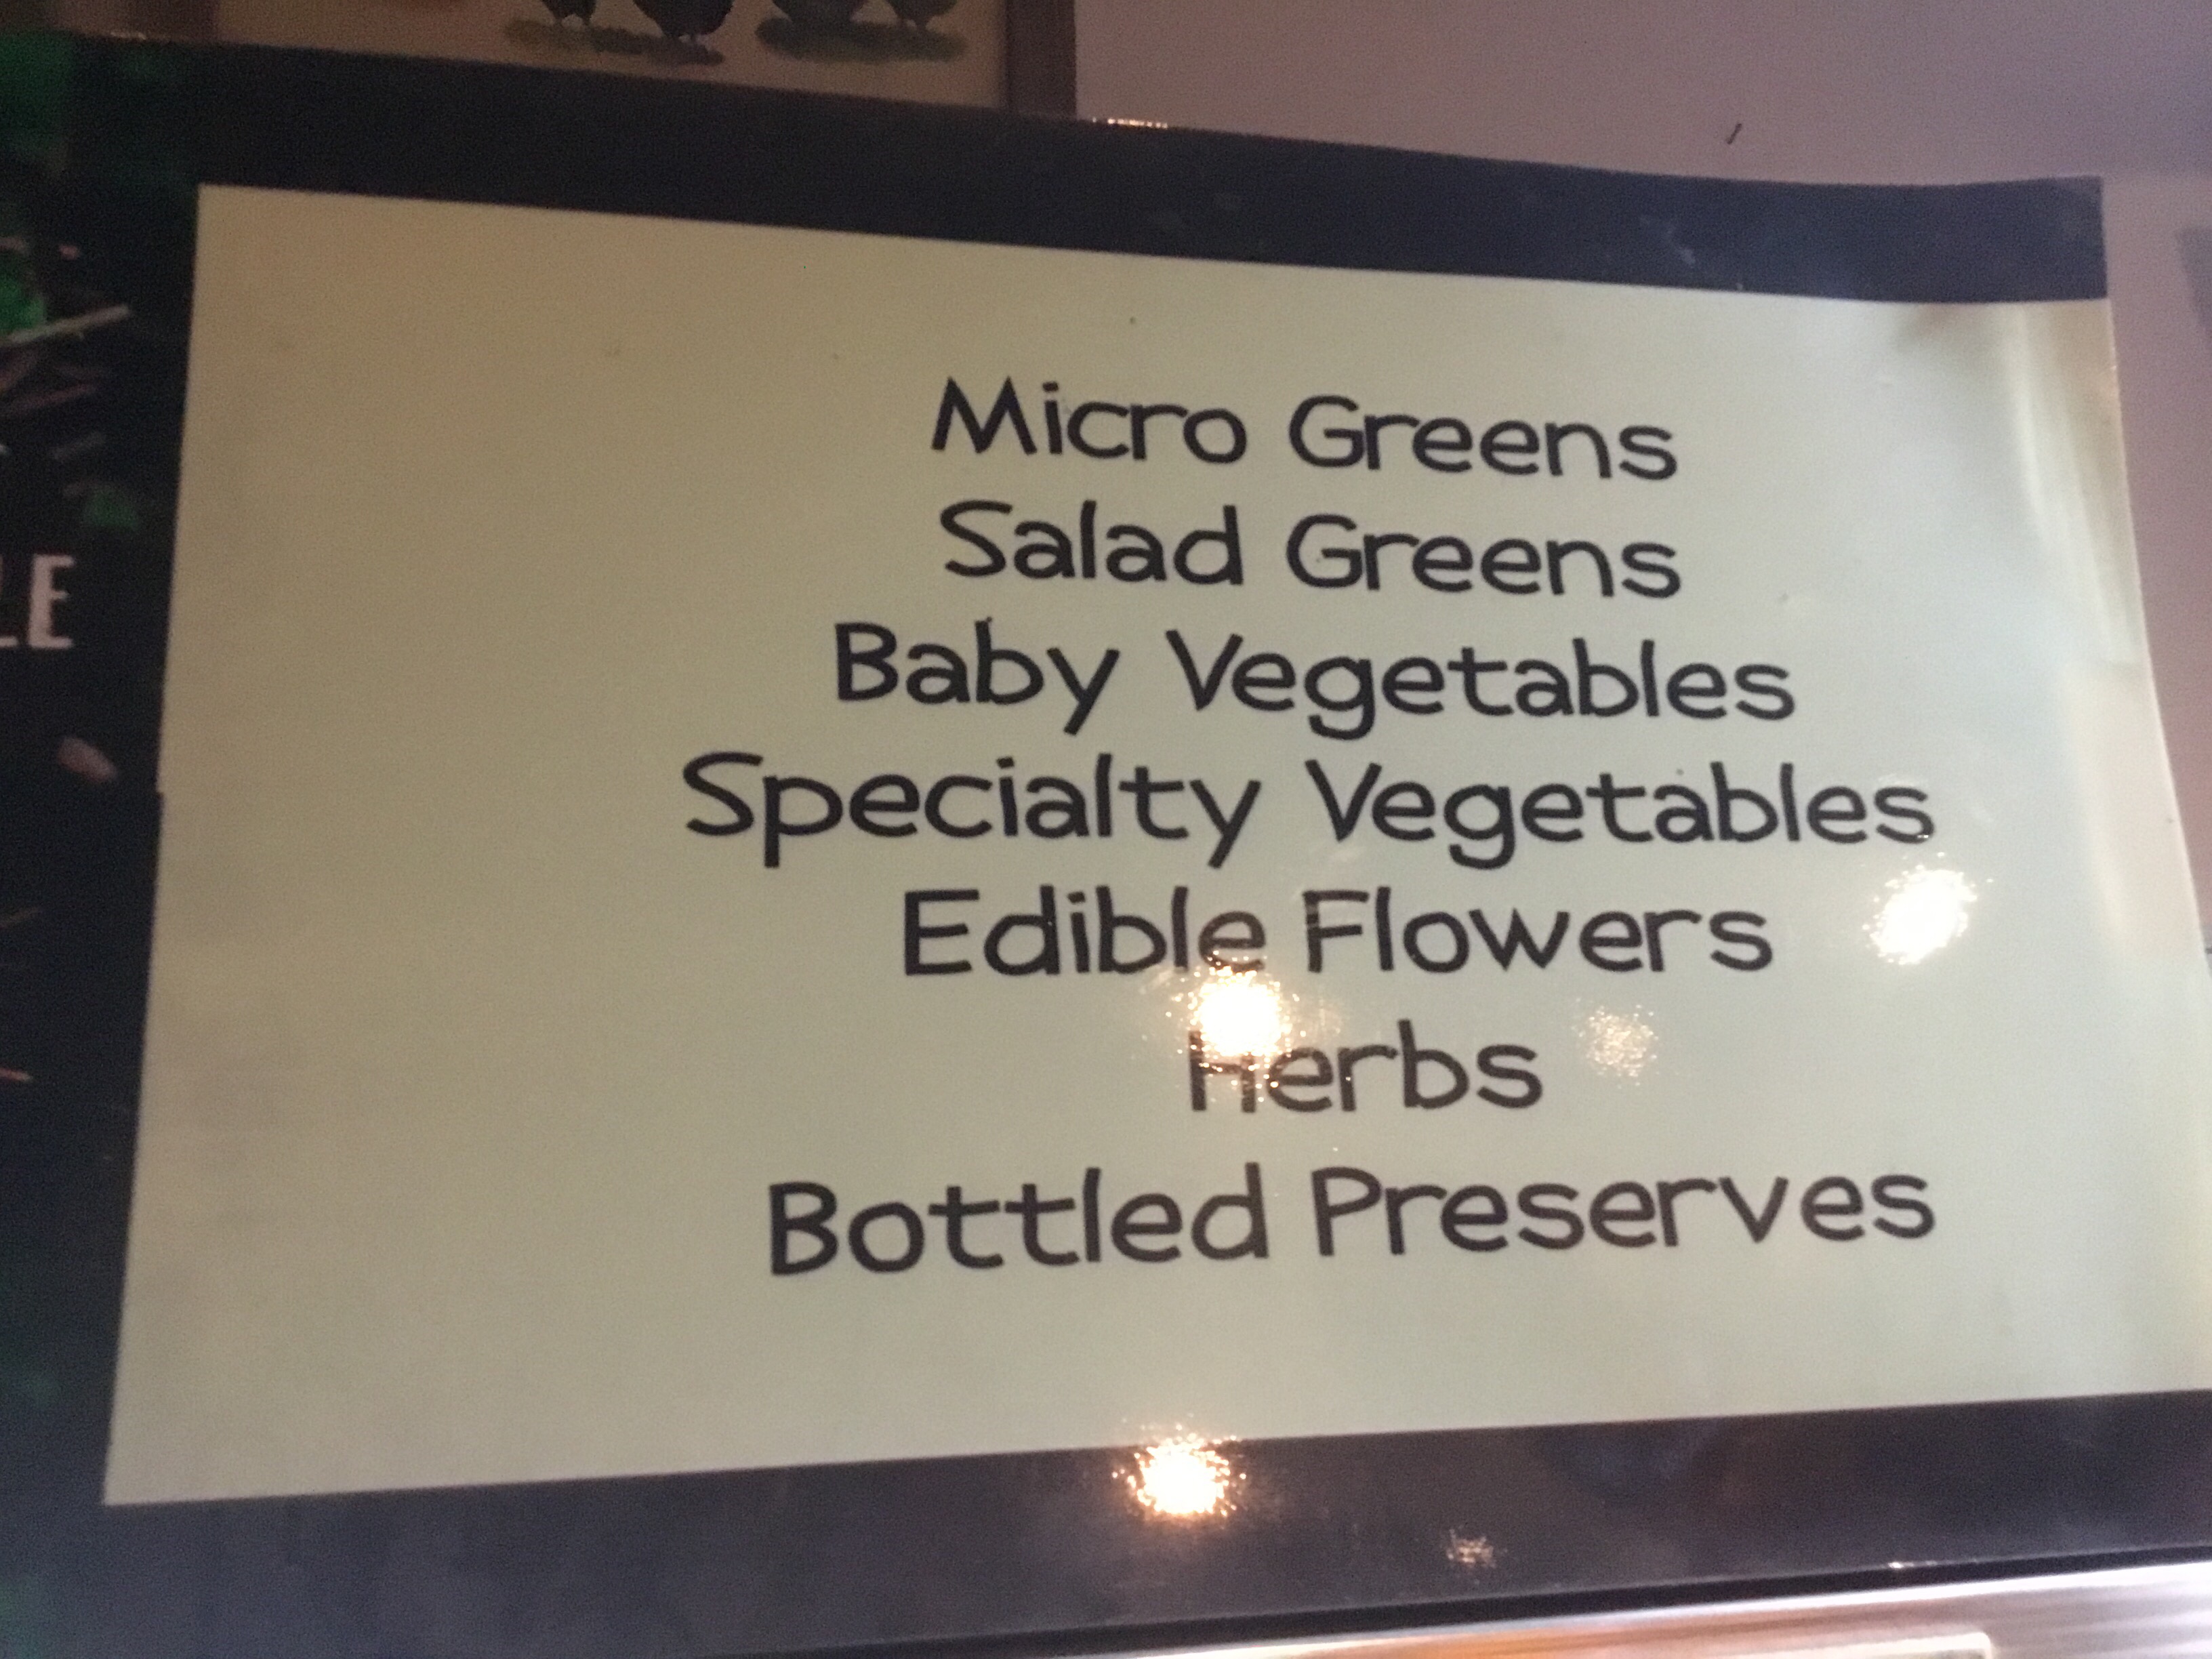 Micro Greens
Salad Greens
Baby Vegetables
Specialty Vegetables
Edible Flowers
Herbs
Bottled Preserves